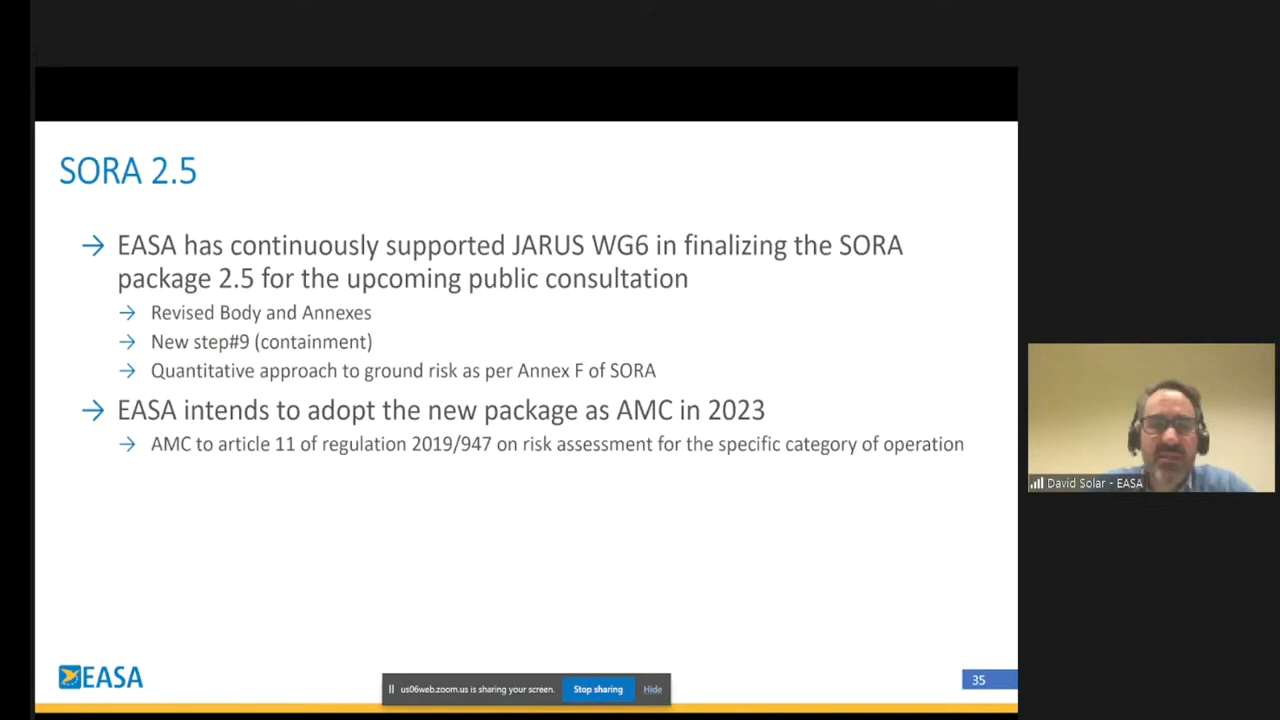 SORA 2.5
→ EASA has continuously supported JARUS WG6 in finalizing the SORA
package 2.5 for the upcoming public consultation
→ Revised Body and Annexes
→ New step#9 (containment)
→ Quantitative approach to ground risk as per Annex F of SORA
→ EASA intends to adopt the new package as AMC in 2023
→ AMC to article 11 of regulation 2019/947 on risk assessment for the specific category of operation
David Solar - EASA
EASA
us06web.zoom.us is sharing your screen. Stop sharing Hide
35